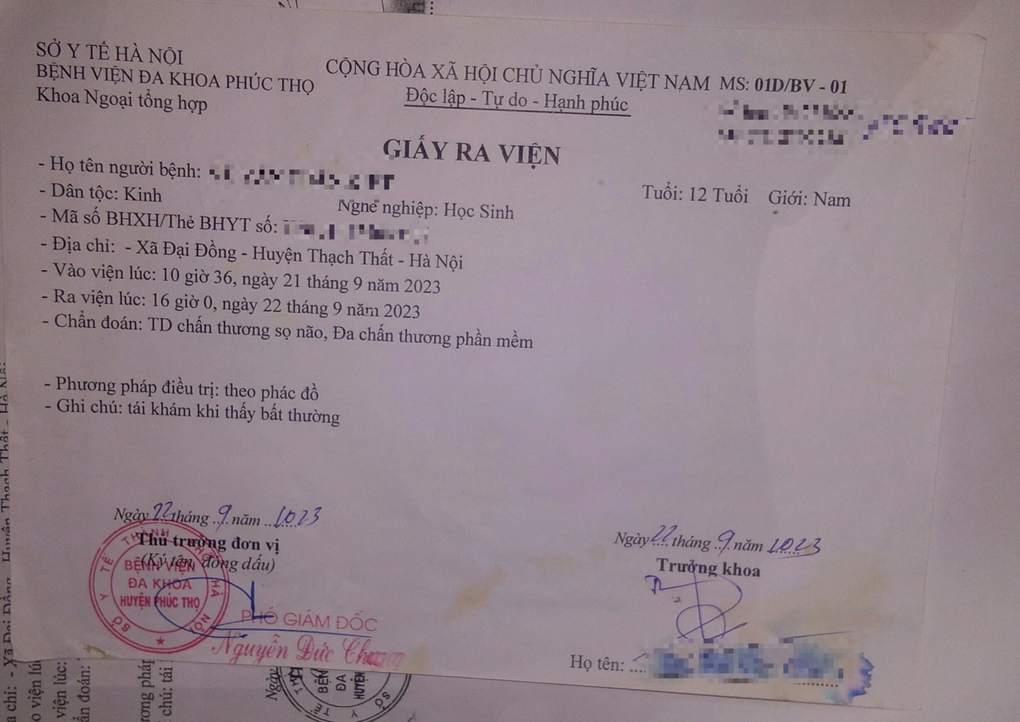 SỞ Y TẾ HÀ NỘI
BỆNH VIỆN ĐA KHOA PHÚC THỌ
Khoa Ngoại tổng hợp
CỘNG HÒA XÃ HỘI CHỦ NGHĨA VIỆT NAM
Độc lập - Tự do - Hạnh phúc
MS: 01D/BV - 01
GIẤY RA VIỆN
- Họ tên người bệnh:
Tuổi: 12 Tuổi Giới: Nam
- Dân tộc: Kinh
Nghề nghiệp: Học Sinh
- Mã số BHXH/Thẻ BHYT số:
- Địa chỉ: - Xã Đại Đồng - Huyện Thạch Thất - Hà Nội
- Vào viện lúc: 10 giờ 36, ngày 21 tháng 9 năm 2023
- Ra viện lúc: 16 giờ 0, ngày 22 tháng 9 năm 2023
- Chẩn đoán: TD chấn thương sọ não, Đa chấn thương phần mềm
- Phương pháp điều trị: theo phác đồ
- Ghi chú: tái khám khi thấy bất thường
Ngày 22 tháng 9 năm 2023
Thủ trưởng đơn vị
(Ký tên, đóng dấu)
BỆNH VIỆN
ĐA KHOA
HUYỆN PHÚC THỌ
PHÓ GIÁM ĐỐC
Nguyễn Đức
Ngày 22 tháng 9 năm 2023
Trưởng khoa
Họ tên: